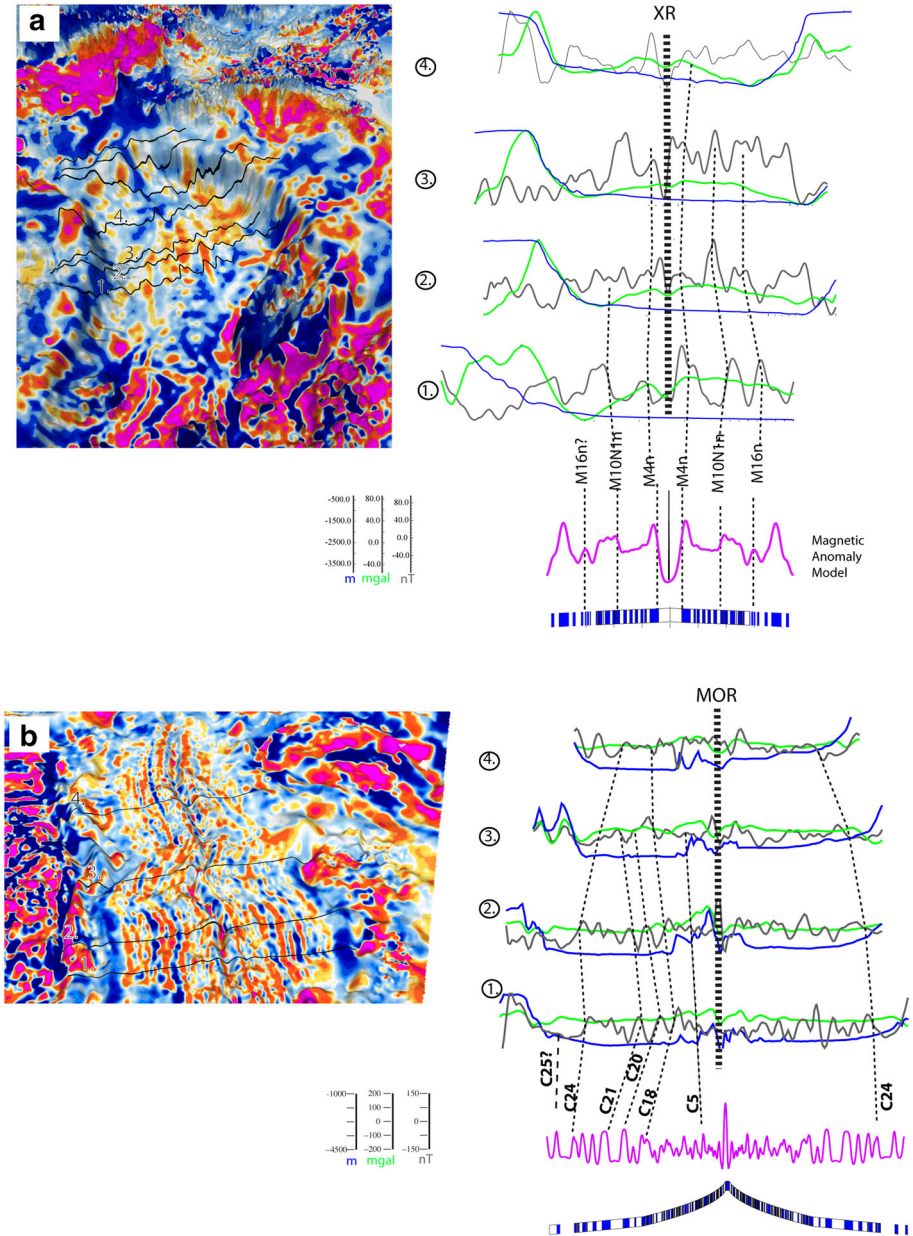 a
XR
4.
3.
2.
1.
4.
3.
2.
1.
M16n?
M10N1n
M4n
M4n
M10N1n
M16n
-500.0
-1500
-2500
-3500
m
80.0
40.0
0.0
-40.0
mgal
80.0
40.0
0.0
-40.0
nT
Magnetic
Anomaly
Model
b
MOR
4.
3.
2.
1.
4.
3.
2.
1.
C25?
C24
C21
C20
C18
C5
C24
-1000
-4500
m
200
100
0
-100
-200
mgal
150
0
-150
nT